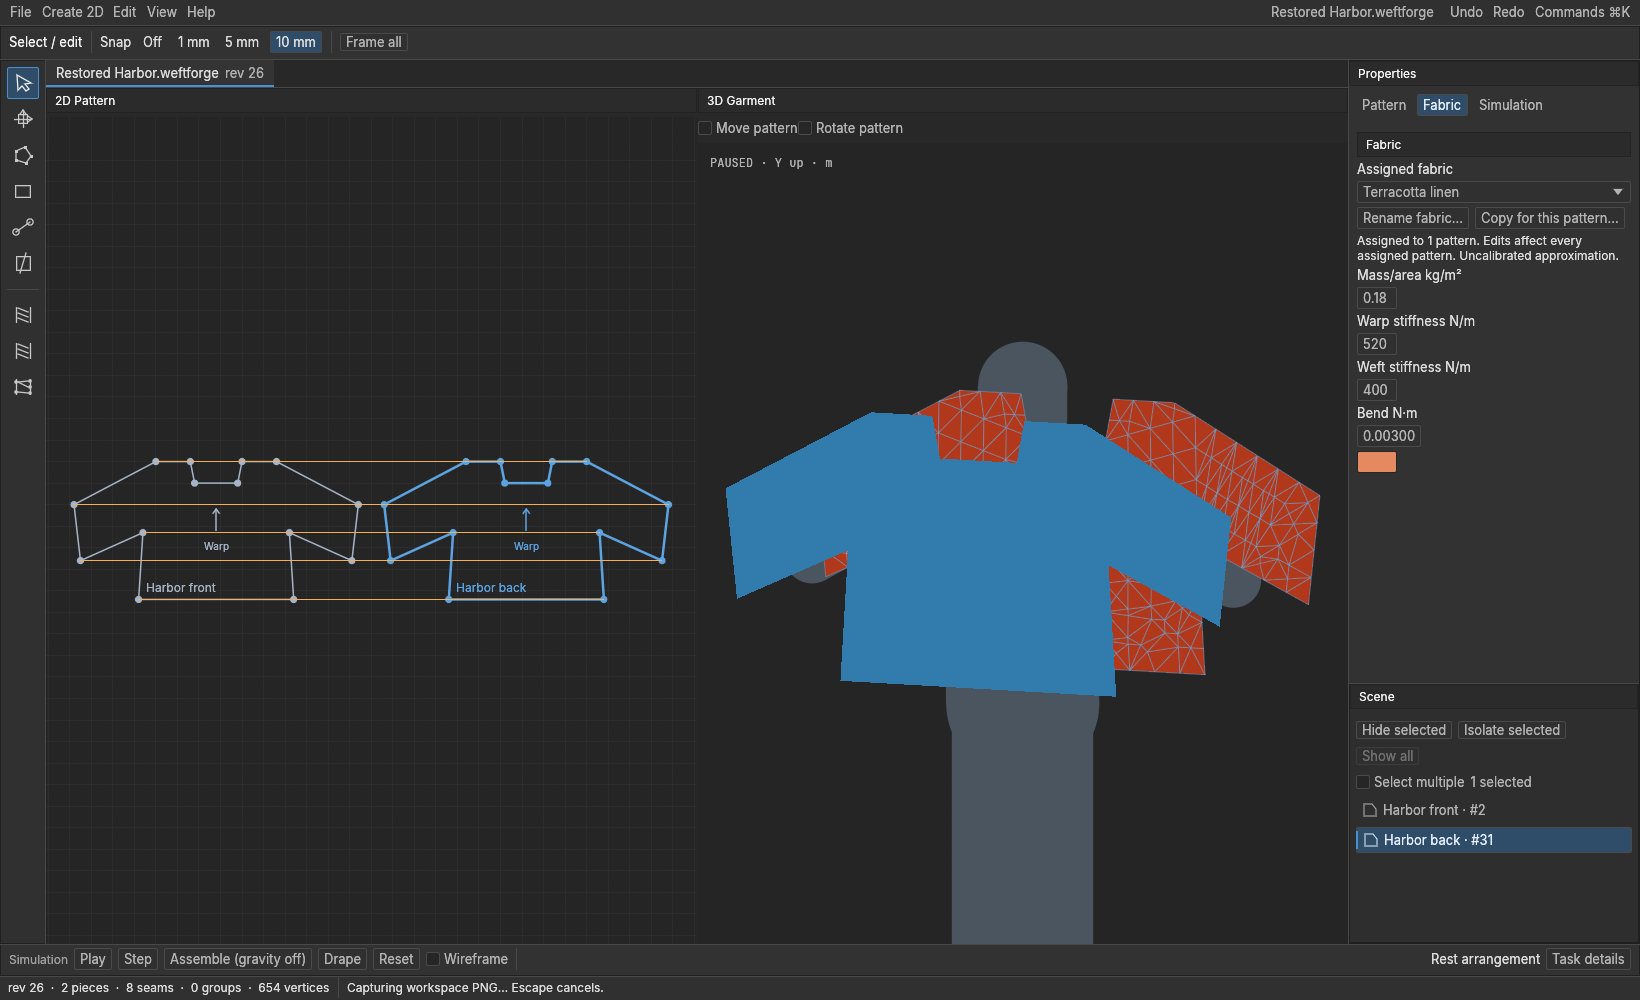 File Create 2D Edit View Help Restored Harbor.weftforge Undo Redo Commands ⌘K
Select / edit Snap Off 1 mm 5 mm 10 mm Frame all
Restored Harbor.weftforge rev 26
2D Pattern
3D Garment
Move pattern Rotate pattern
PAUSED · Y up · m
Warp
Harbor front
Warp
Harbor back
Properties
Pattern Fabric Simulation
Fabric
Assigned fabric
Terracotta linen
Rename fabric... Copy for this pattern...
Assigned to 1 pattern. Edits affect every
assigned pattern. Uncalibrated approximation.
Mass/area kg/m²
0.18
Warp stiffness N/m
520
Weft stiffness N/m
400
Bend N·m
0.00300
Scene
Hide selected Isolate selected
Show all
Select multiple 1 selected
Harbor front · #2
Harbor back · #31
Simulation Play Step Assemble (gravity off) Drape Reset Wireframe Rest arrangement Task details
rev 26 · 2 pieces · 8 seams · 0 groups · 654 vertices Capturing workspace PNG... Escape cancels.